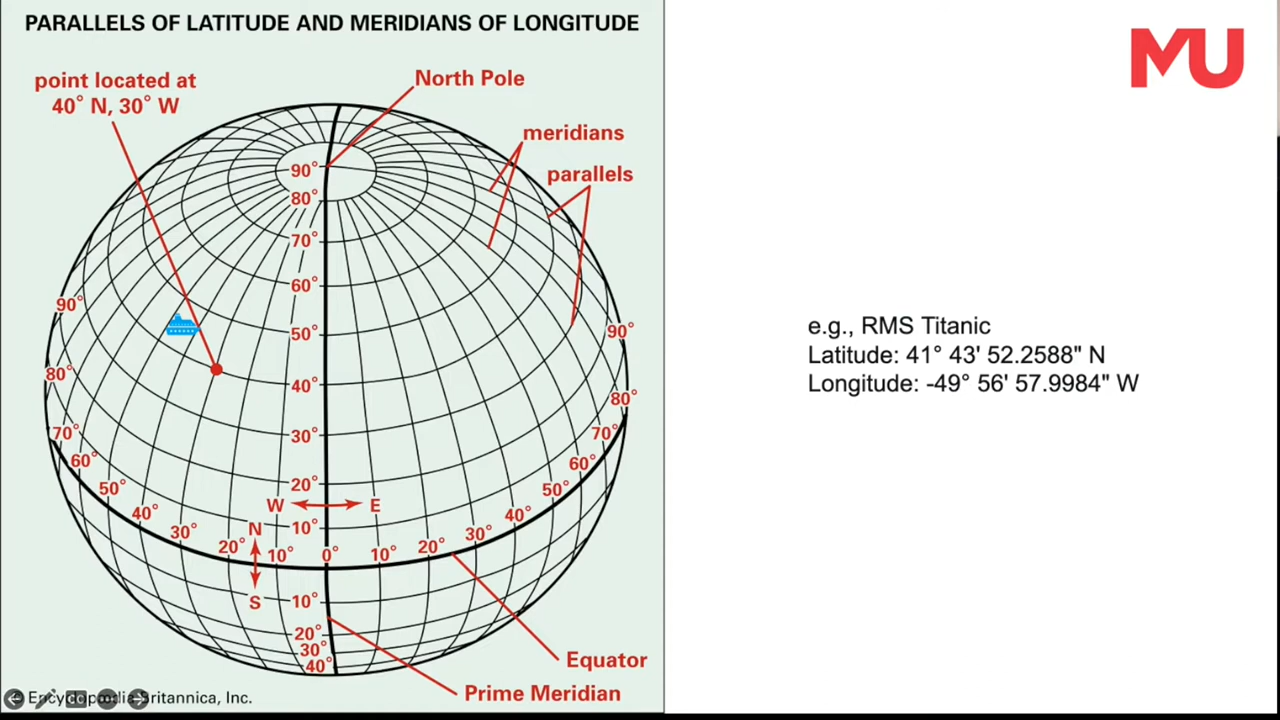 PARALLELS OF LATITUDE AND MERIDIANS OF LONGITUDE
MU
point located at
40° N, 30° W
North Pole
meridians
parallels
90°
80°
70°
60°
50°
40°
30°
20°
10°
0°
10°
20°
30°
40°
90°
80°
70°
60°
50°
40°
30°
20°
10°
10°
20°
30°
40°
50°
60°
70°
80°
90°
W
E
N
S
Equator
Prime Meridian
© Encyclopædia Britannica, Inc.
e.g., RMS Titanic
Latitude: 41° 43' 52.2588" N
Longitude: -49° 56' 57.9984" W